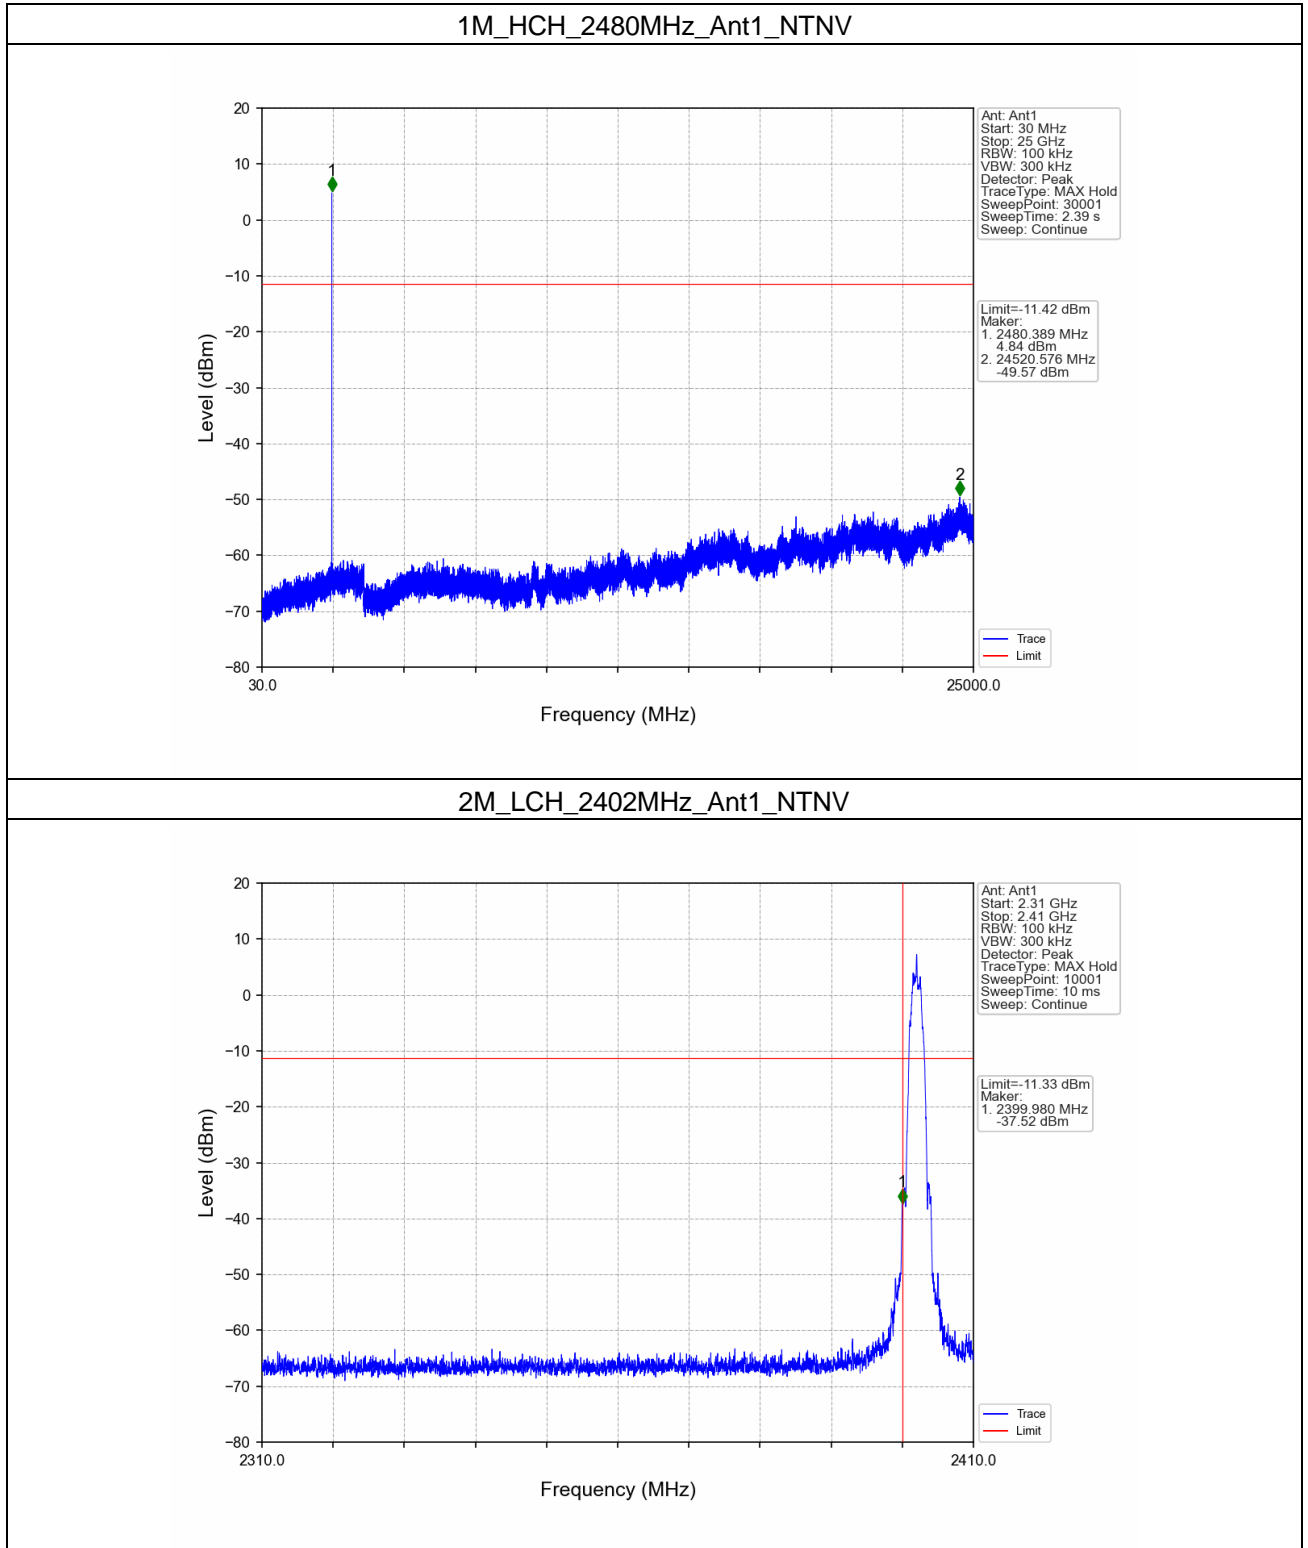 1M_HCH_2480MHz_Ant1_NTNV
20
10
0
−10
−20
−30
−40
−50
−60
−70
−80
Level (dBm)
1
2
30.0
25000.0
Frequency (MHz)
Ant: Ant1
Start: 30 MHz
Stop: 25 GHz
RBW: 100 kHz
VBW: 300 kHz
Detector: Peak
TraceType: MAX Hold
SweepPoint: 30001
SweepTime: 2.39 s
Sweep: Continue
Limit=-11.42 dBm
Maker:
1. 2480.389 MHz
4.84 dBm
2. 24520.576 MHz
-49.57 dBm
Trace
Limit
2M_LCH_2402MHz_Ant1_NTNV
20
10
0
−10
−20
−30
−40
−50
−60
−70
−80
Level (dBm)
1
2310.0
2410.0
Frequency (MHz)
Ant: Ant1
Start: 2.31 GHz
Stop: 2.41 GHz
RBW: 100 kHz
VBW: 300 kHz
Detector: Peak
TraceType: MAX Hold
SweepPoint: 10001
SweepTime: 10 ms
Sweep: Continue
Limit=-11.33 dBm
Maker:
1. 2399.980 MHz
-37.52 dBm
Trace
Limit